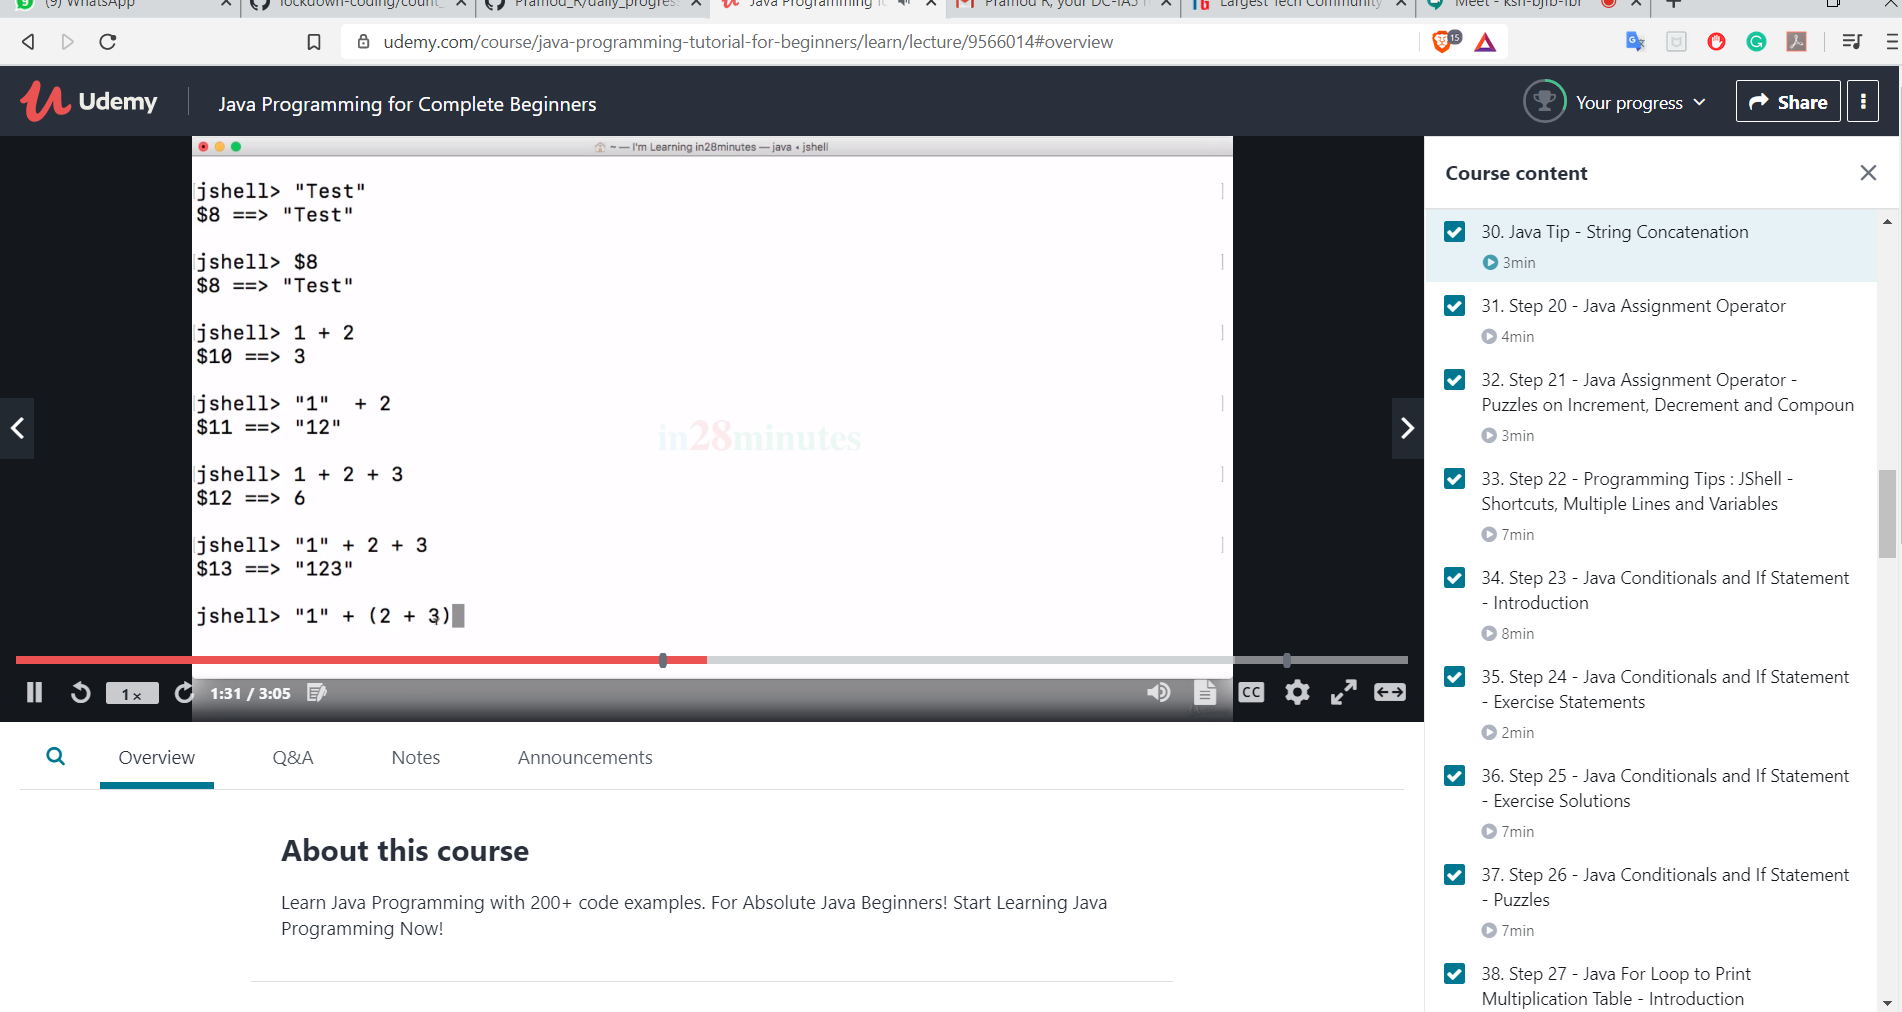 (9) WhatsApp
lockdown-coding/count_
Pramod_R/daily_progres
Java Programming fo
Pramod R, your DC-IA3
Largest Tech Community
udemy.com/course/java-programming-tutorial-for-beginners/learn/lecture/9566014#overview
15
Udemy
Java Programming for Complete Beginners
Your progress
Share
~ — I'm Learning in28minutes — java ◂ jshell
jshell> "Test"
$8 ==> "Test"
jshell> $8
$8 ==> "Test"
jshell> 1 + 2
$10 ==> 3
jshell> "1"  + 2
$11 ==> "12"
in28minutes
jshell> 1 + 2 + 3
$12 ==> 6
jshell> "1" + 2 + 3
$13 ==> "123"
jshell> "1" + (2 + 3)
1x
1:31 / 3:05
CC
Course content
30. Java Tip - String Concatenation
3min
31. Step 20 - Java Assignment Operator
4min
32. Step 21 - Java Assignment Operator -
Puzzles on Increment, Decrement and Compoun
3min
33. Step 22 - Programming Tips : JShell -
Shortcuts, Multiple Lines and Variables
7min
34. Step 23 - Java Conditionals and If Statement
- Introduction
8min
35. Step 24 - Java Conditionals and If Statement
- Exercise Statements
2min
36. Step 25 - Java Conditionals and If Statement
- Exercise Solutions
7min
37. Step 26 - Java Conditionals and If Statement
- Puzzles
7min
38. Step 27 - Java For Loop to Print
Multiplication Table - Introduction
Overview
Q&A
Notes
Announcements
About this course
Learn Java Programming with 200+ code examples. For Absolute Java Beginners! Start Learning Java
Programming Now!